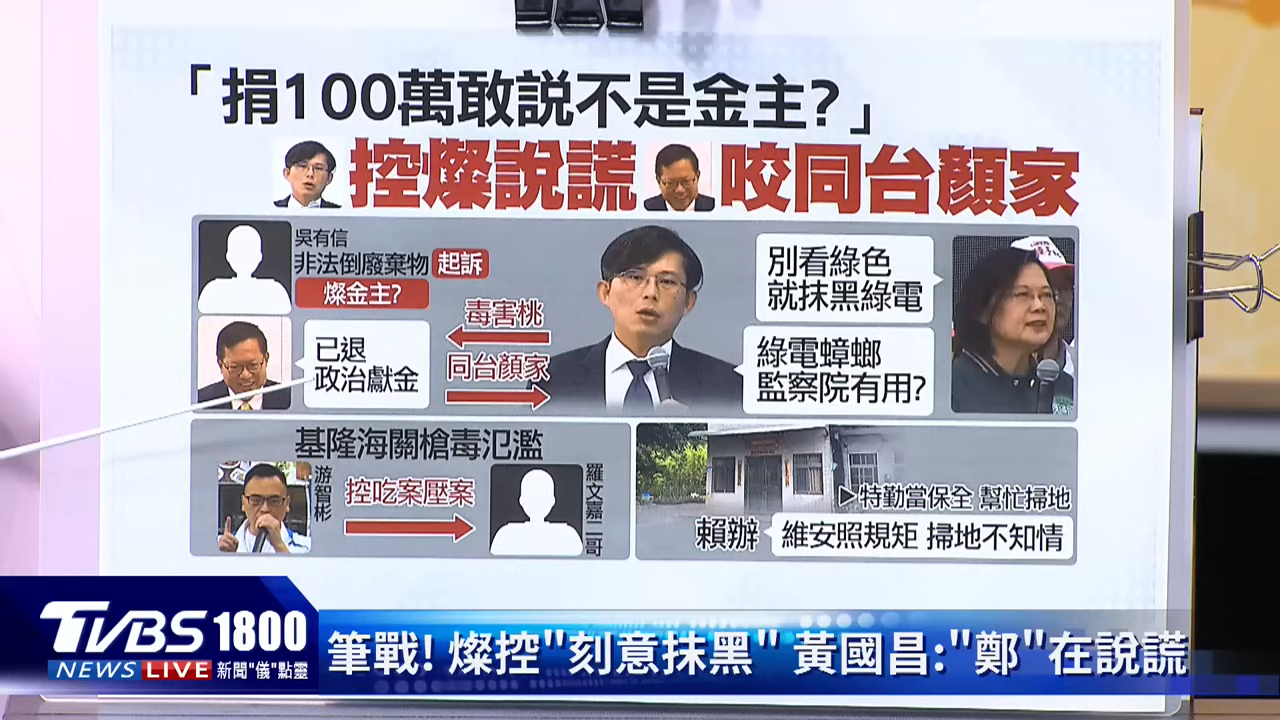 「捐100萬敢説不是金主?」
控燦說謊 咬同台顏家
吳有信
非法倒廢棄物 起訴
燦金主?
已退
政治獻金
毒害桃
同台顏家
別看綠色
就抹黑綠電
綠電蟑螂
監察院有用?
基隆海關槍毒氾濫
游智彬
控吃案壓案
羅文嘉二哥
▶特勤當保全 幫忙掃地
賴辦
維安照規矩 掃地不知情
TVBS 1800
NEWS LIVE 新聞"儀"點靈
筆戰! 燦控"刻意抹黑" 黃國昌:"鄭"在說謊